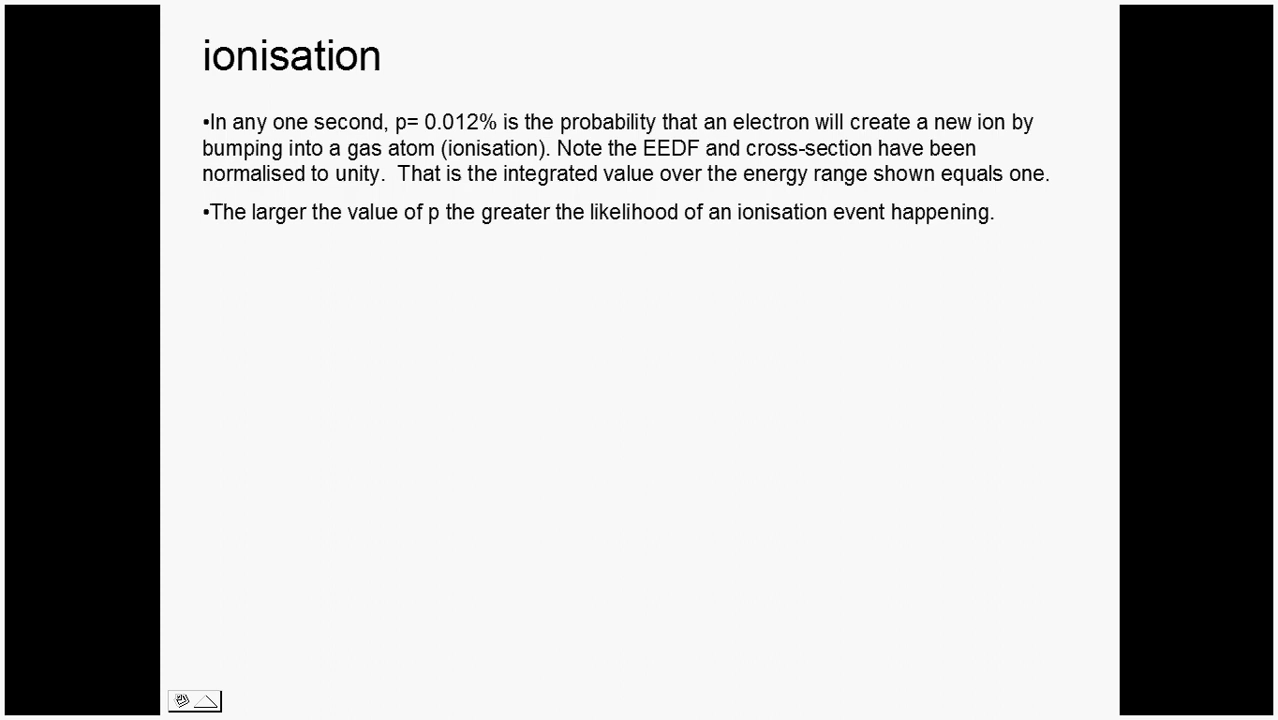 ionisation
•In any one second, p= 0.012% is the probability that an electron will create a new ion by
bumping into a gas atom (ionisation). Note the EEDF and cross-section have been
normalised to unity.  That is the integrated value over the energy range shown equals one.
•The larger the value of p the greater the likelihood of an ionisation event happening.